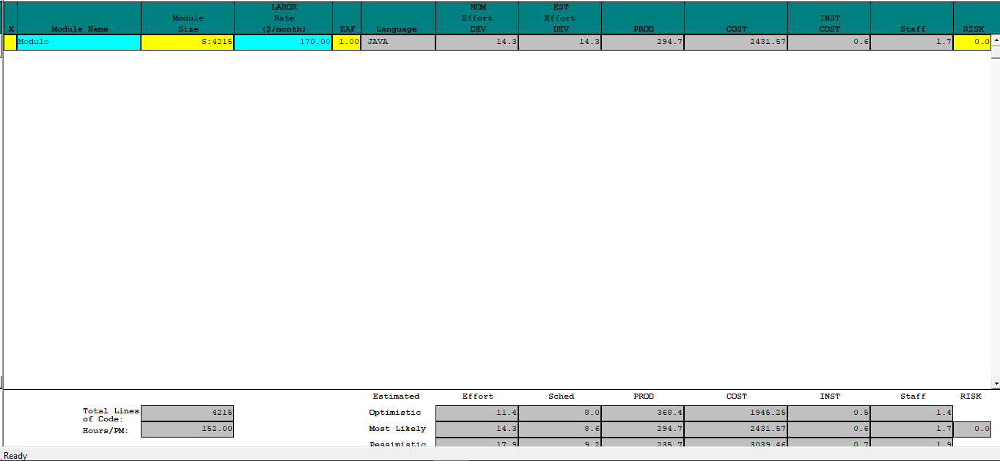 LABOR NOM EST
Module Rate Effort Effort INST
X Module Name Size ($/month) EAF Language DEV DEV PROD COST COST Staff RISK
Modulo S:4215 170.00 1.00 JAVA 14.3 14.3 294.7 2431.57 0.6 1.7 0.0
Estimated Effort Sched PROD COST INST Staff RISK
Total Lines of Code: 4215 Optimistic 11.4 8.0 368.4 1945.25 0.5 1.4
Hours/PM: 152.00 Most Likely 14.3 8.6 294.7 2431.57 0.6 1.7 0.0
Pessimistic 17.9 9.2 235.7 3039.46 0.7 1.9
Ready